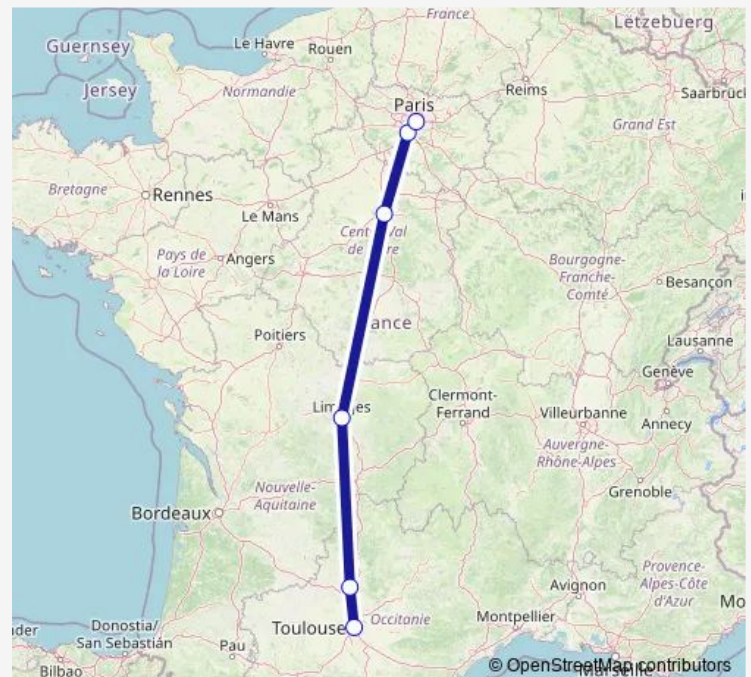 France
Lëtzebuerg
Guernsey
Le Havre
Rouen
Jersey
Normandie
Reims
Saarbrück
Paris
Grand Est
Bretagne
Rennes
Le Mans
Pays de
la Loire
Angers
Bourgogne-
Franche-
Comté
Besançon
Poitiers
Lausanne
Genève
Clermont-
Ferrand
Villeurbanne
Annecy
Auvergne-
Rhône-Alpes
Nouvelle-
Aquitaine
Grenoble
Bordeaux
Provence-
Alpes-Côte
d'Azur
Avignon
Mo
Donostia/
San Sebastián
Toulouse
Occitanie
Montpellier
Pau
Bilbao
© OpenStreetMap contributors